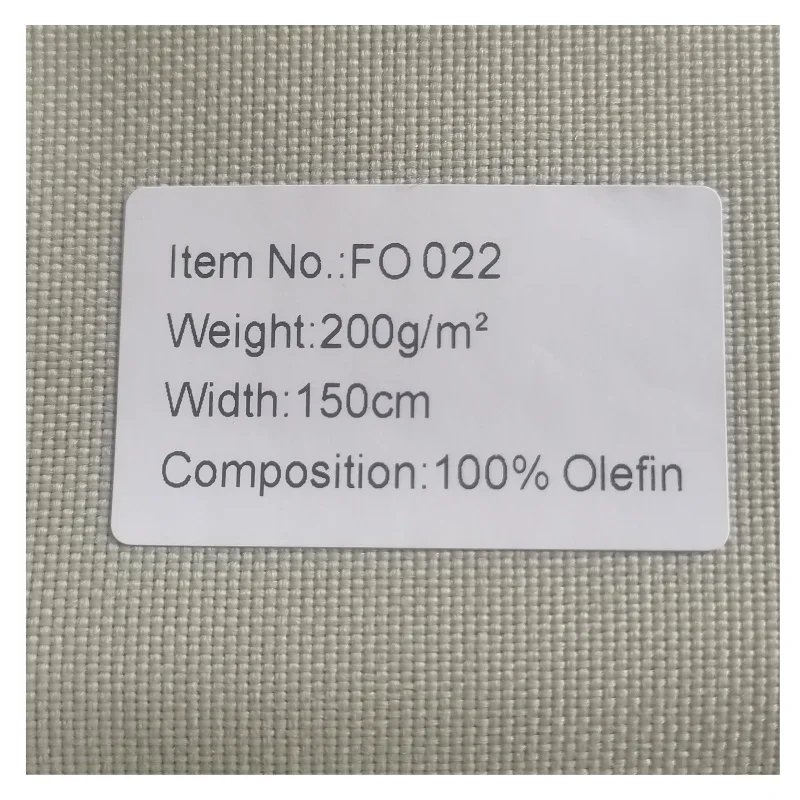 Item No.:FO 022
Weight:200g/m²
Width:150cm
Composition:100% Olefin